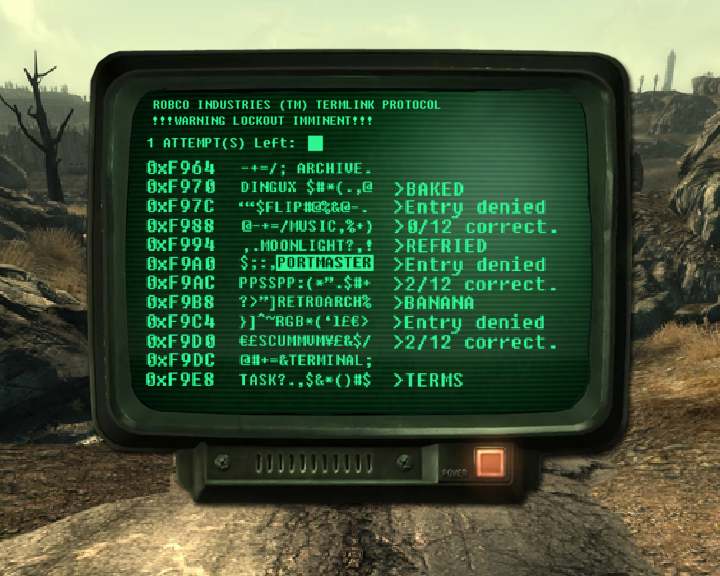 ROBCO INDUSTRIES (TM) TERMLINK PROTOCOL
!!!WARNING LOCKOUT IMMINENT!!!
1 ATTEMPT(S) Left:
0xF964 -+=/; ARCHIVE.
0xF970 DINGUX $#*(.,@ >BAKED
0xF97C ““$FLIP#@%&@-. >Entry denied
0xF988 @-+=/MUSIC,%+) >0/12 correct.
0xF994 ,.MOONLIGHT?,! >REFRIED
0xF9A0 $;:,PORTMASTER >Entry denied
0xF9AC PPSSPP:(*”.$#+ >2/12 correct.
0xF9B8 ?>”]RETROARCH% >BANANA
0xF9C4 }]^~RGB*(‘1£€> >Entry denied
0xF9D0 €£SCUMMVM¥£&$/ >2/12 correct.
0xF9DC @#+=&TERMINAL;
0xF9E8 TASK?.,$&*()#$ >TERMS
POWER